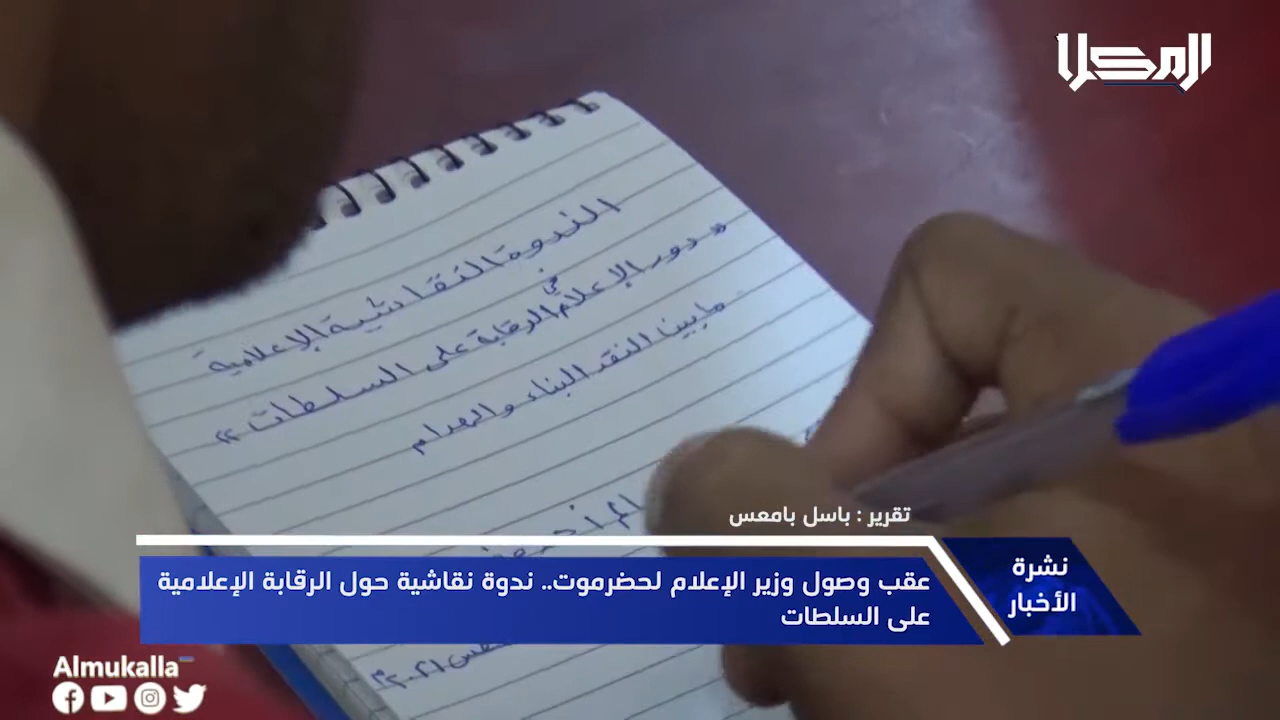 المكلا
الندوة النقاشية الإعلامية
« دور الإعلام في الرقابة على السلطات »
ما بين النقد البناء والهدام
تقرير : باسل بامعس
نشرة
الأخبار
عقب وصول وزير الإعلام لحضرموت.. ندوة نقاشية حول الرقابة الإعلامية
على السلطات
Almukalla